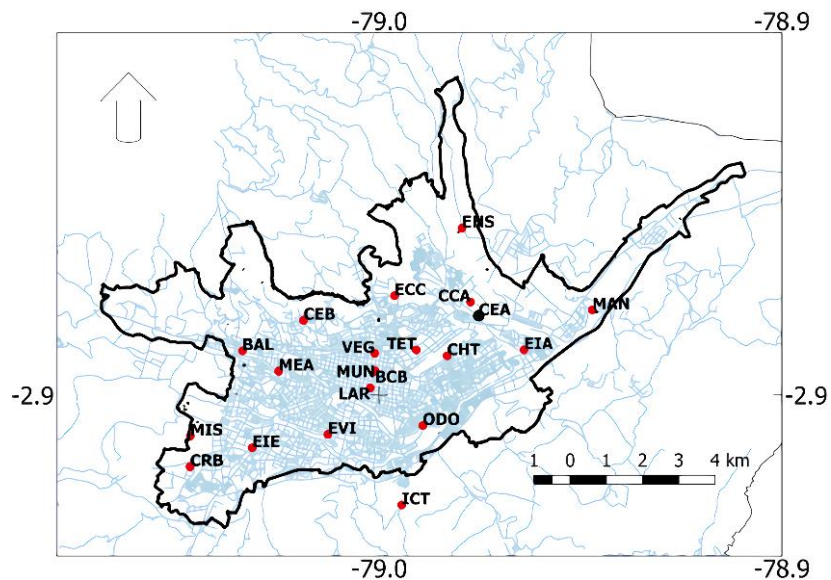 -79.0 -78.9
ENS
ECC CCA
CEA MAN
CEB
BAL VEG TET CHT EIA
MEA MUN BCB
LAR
-2.9 -2.9
ODO
MIS EIE EVI
CRB
1 0 1 2 3 4 km
ICT
-79.0 -78.9